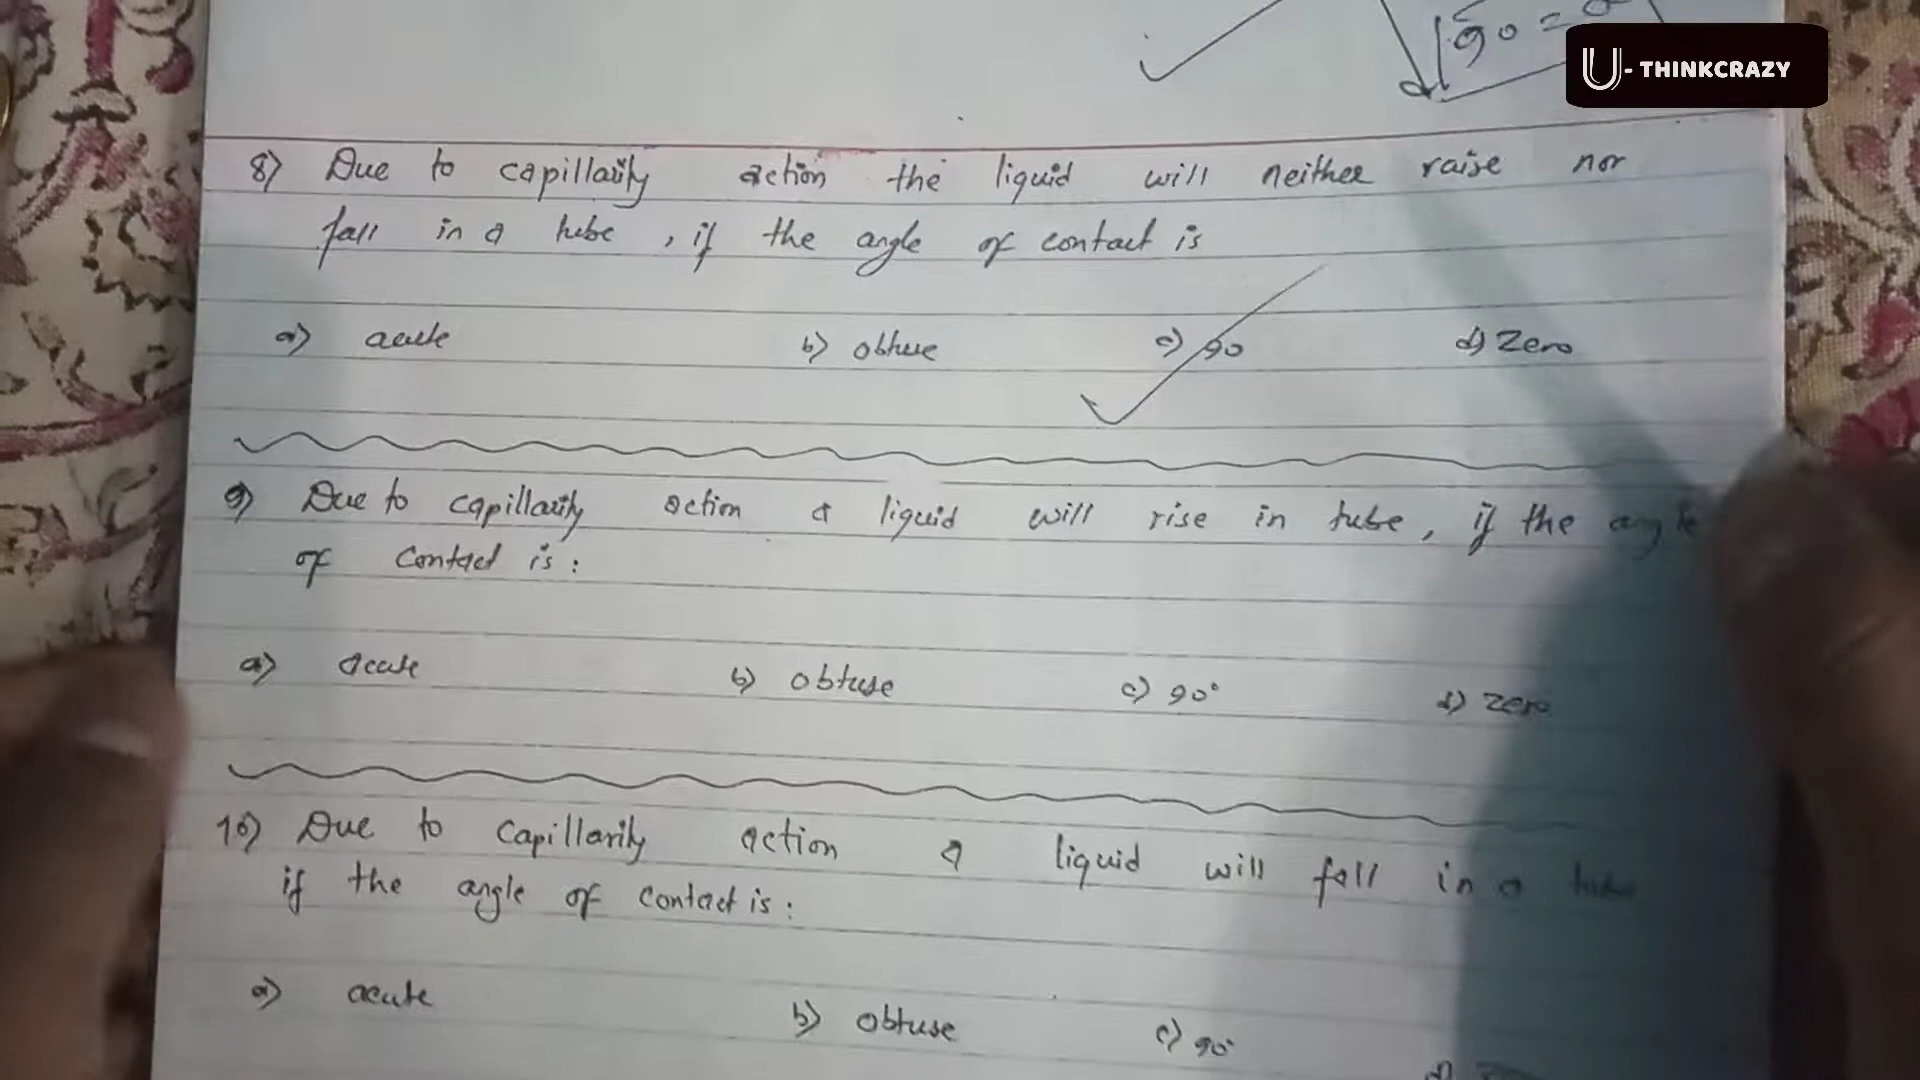 90 =
U - THINKCRAZY
8) Due to capillarity action the liquid will neither raise nor
fall in a tube, if the angle of contact is
a) acute b) obtuse c) 90 d) Zero
9) Due to capillarity action a liquid will rise in tube, if the angle
of contact is:
a) acute b) obtuse c) 90° d) zero
10) Due to Capillarity action a liquid will fall in a tube
if the angle of contact is:
a) acute b) obtuse c) 90°
d)